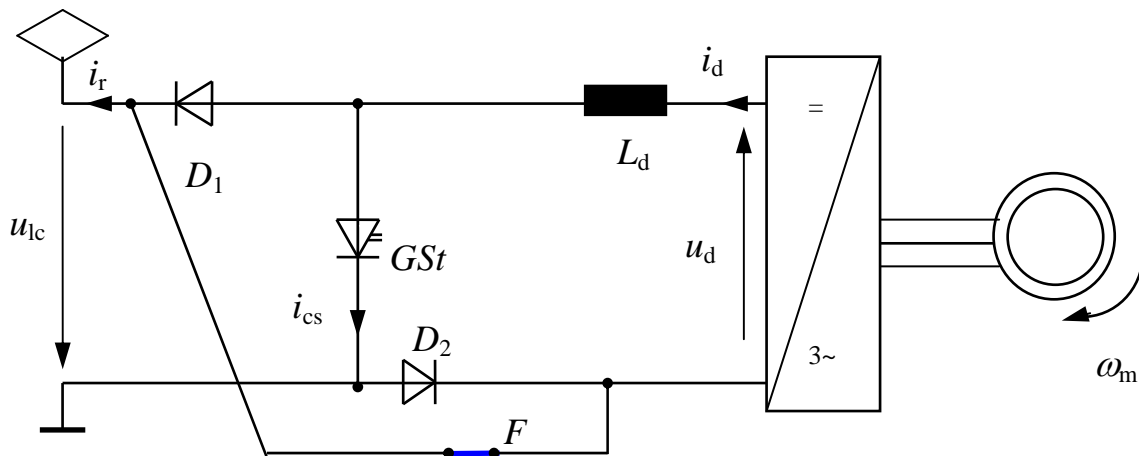 i_r
i_d
=
D_1
L_d
u_lc
GSt
u_d
i_cs
D_2
3~
ω_m
F